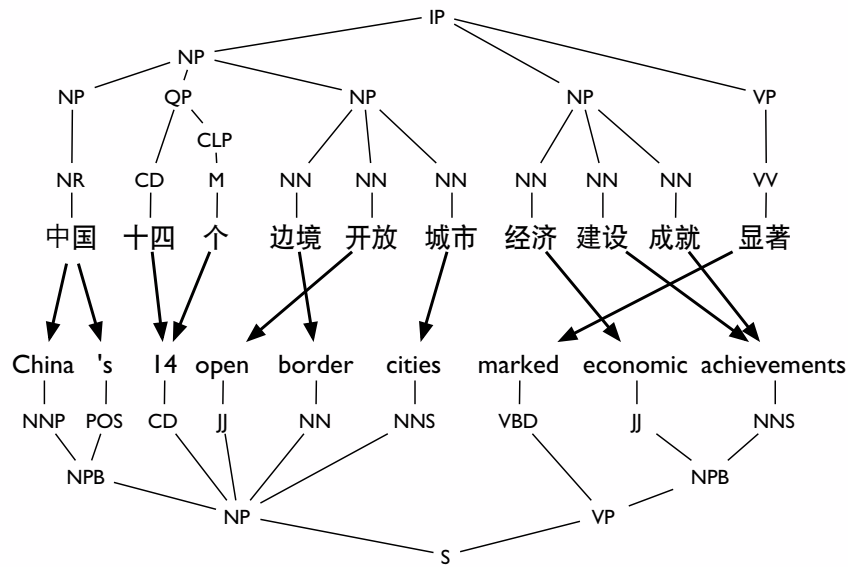 IP
NP
NP QP NP NP VP
CLP
NR CD M NN NN NN NN NN NN VV
中国 十四 个 边境 开放 城市 经济 建设 成就 显著
China 's 14 open border cities marked economic achievements
NNP POS CD JJ NN NNS VBD JJ NNS
NPB NPB
NP VP
S